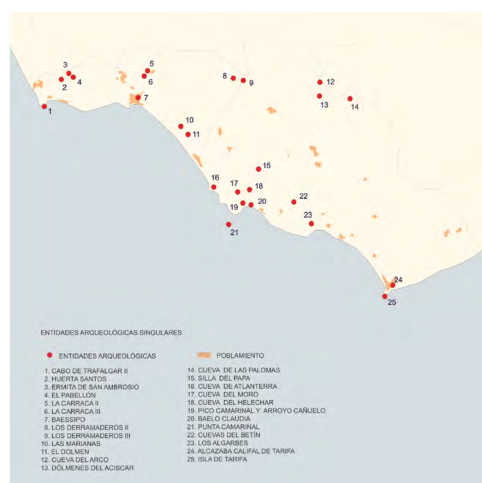 5
3
6
8
9
12
2
4
7
13
14
1
10
11
15
16
17
18
22
19
20
21
23
24
25
ENTIDADES ARQUEOLÓGICAS SINGULARES
ENTIDADES ARQUEOLÓGICAS
POBLAMIENTO
1. CABO DE TRAFALGAR II
2. HUERTA SANTOS
3. ERMITA DE SAN AMBROSIO
4. EL PABELLÓN
5. LA CARRACA II
6. LA CARRACA III
7. BAESSIPO
8. LOS DERRAMADEROS II
9. LOS DERRAMADEROS III
10. LAS MARIANAS
11. EL DOLMEN
12. CUEVA DEL ARCO
13. DÓLMENES DEL ACISCAR
14. CUEVA DE LAS PALOMAS
15. SILLA DEL PAPA
16. CUEVA DE ATLANTERRA
17. CUEVA DEL MORO
18. CUEVA DEL HELECHAR
19. PICO CAMARINAL Y ARROYO CAÑUELO
20. BAELO CLAUDIA
21. PUNTA CAMARINAL
22. CUEVAS DEL BETÍN
23. LOS ALGARBES
24. ALCAZABA CALIFAL DE TARIFA
25. ISLA DE TARIFA